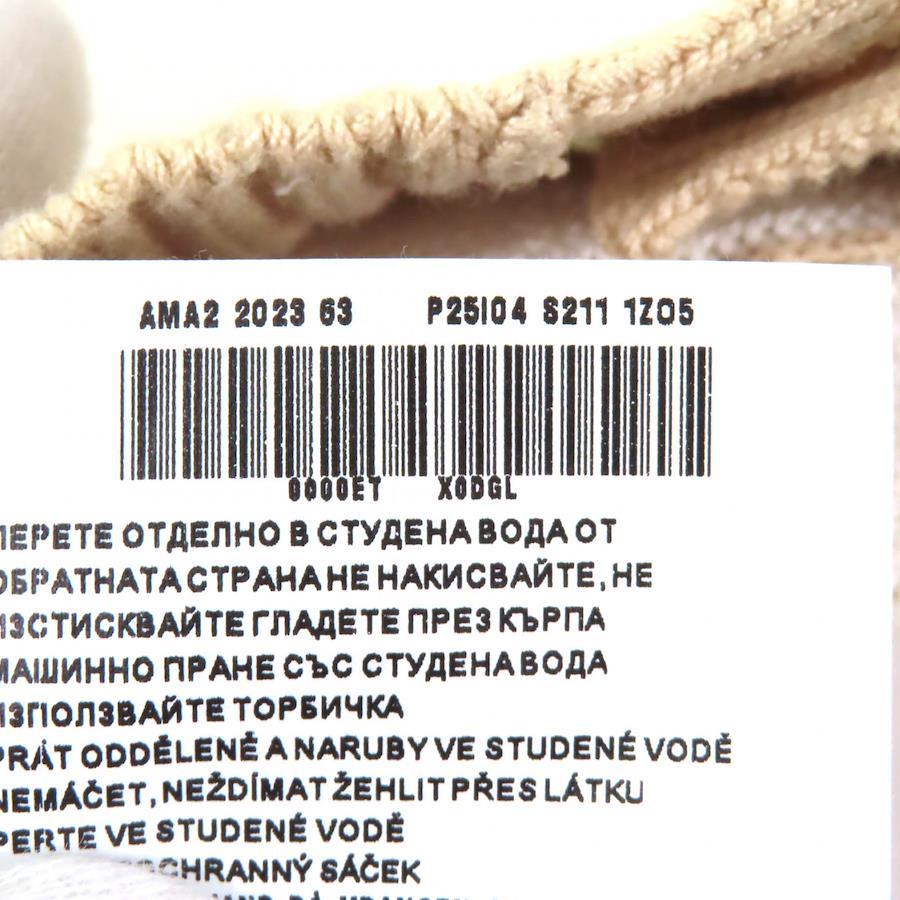 AMA2 2023 63 P25I04 S211 1Z05
0000ET X0DGL
ПЕРЕТЕ ОТДЕЛНО В СТУДЕНА ВОДА ОТ
ОБРАТНАТА СТРАНА НЕ НАКИСВАЙТЕ, НЕ
ИЗСТИСКВАЙТЕ ГЛАДЕТЕ ПРЕЗ КЪРПА
МАШИННО ПРАНЕ СЪС СТУДЕНА ВОДА
ИЗПОЛЗВАЙТЕ ТОРБИЧКА
PRÁT ODDĚLENĚ A NARUBY VE STUDENÉ VODĚ
NEMÁČET, NEŽDÍMAT ŽEHLIT PŘES LÁTKU
PERTE VE STUDENÉ VODĚ
SÁČEK